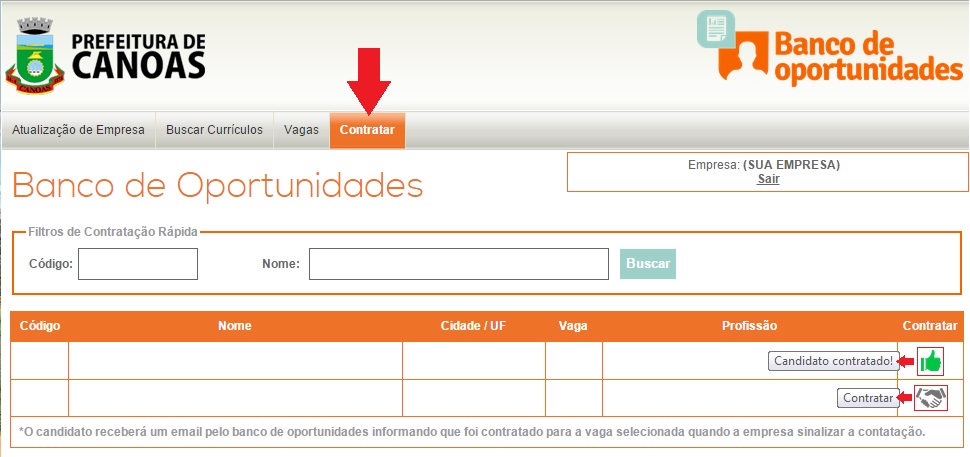 PREFEITURA DE
CANOAS
CANOAS
Banco de
oportunidades
Atualização de Empresa Buscar Currículos Vagas Contratar
Empresa: (SUA EMPRESA)
Sair
Banco de Oportunidades
Filtros de Contratação Rápida
Código: Nome: Buscar
Código Nome Cidade / UF Vaga Profissão Contratar
Candidato contratado!
Contratar
*O candidato receberá um email pelo banco de oportunidades informando que foi contratado para a vaga selecionada quando a empresa sinalizar a contatação.